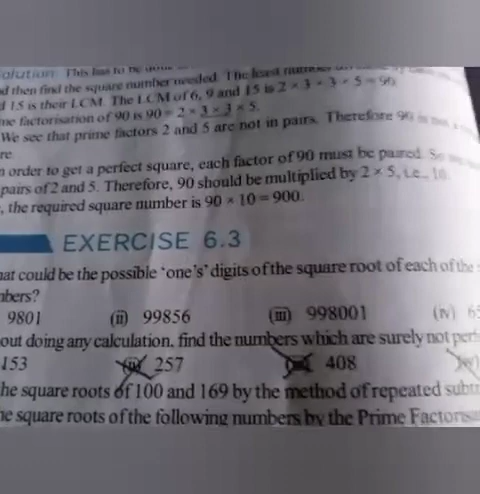 olution: This has to be
d then find the square number needed. The least number
d 15 is their LCM. The LCM of 6, 9 and 15 is 2 × 3 × 3 × 5 = 90.
me factorisation of 90 is 90 = 2 × 3 × 3 × 5.
We see that prime factors 2 and 5 are not in pairs. Therefore 90 is not a
re.
n order to get a perfect square, each factor of 90 must be paired. So
pairs of 2 and 5. Therefore, 90 should be multiplied by 2 × 5, i.e., 10.
, the required square number is 90 × 10 = 900.
EXERCISE 6.3
hat could be the possible 'one's' digits of the square root of each of the
mbers?
9801 (ii) 99856 (iii) 998001 (iv) 65
out doing any calculation, find the numbers which are surely not perf
153 (ii) 257 408
he square roots of 100 and 169 by the method of repeated subtr
he square roots of the following numbers by the Prime Factorisa